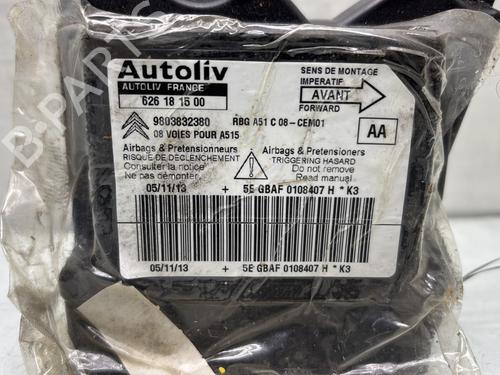 Autoliv
AUTOLIV FRANCE
626 18 15 00
SENS DE MONTAGE
IMPERATIF
AVANT
FORWARD
9803832380 RBG A51 C 08-CEM01
08 VOIES POUR A515
AA
Airbags & Pretensionneurs
RISQUE DE DECLENCHEMENT
Consulter la notice
Ne pas démonter
Airbags & Pretensioners
TRIGGERING HASARD
Do not remove
Read manual
05/11/13 + 5E GBAF 0108407 H * K3
05/11/13 + 5E GBAF 0108407 H * K3